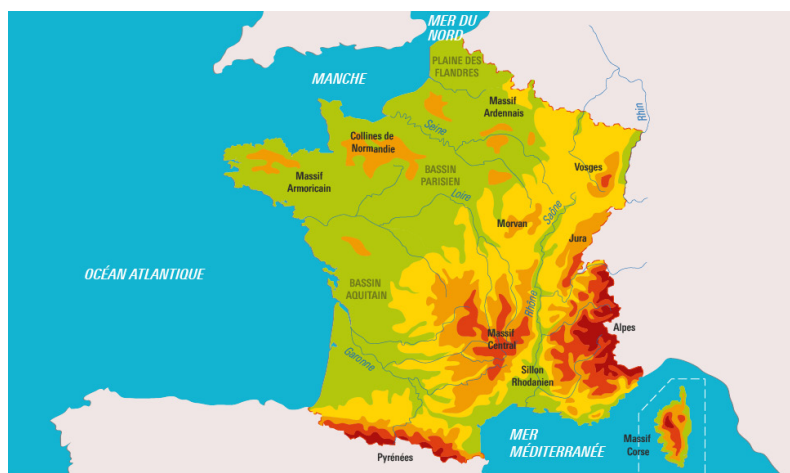 MER DU
NORD
PLAINE DES
FLANDRES
MANCHE
Massif
Ardennais
Rhin
Seine
Collines de
Normandie
Vosges
Massif
Armoricain
BASSIN
PARISIEN
Loire
Saône
Morvan
Jura
OCÉAN ATLANTIQUE
BASSIN
AQUITAIN
Rhône
Alpes
Massif
Central
Garonne
Sillon
Rhodanien
MER
MÉDITERRANÉE
Massif
Corse
Pyrénées